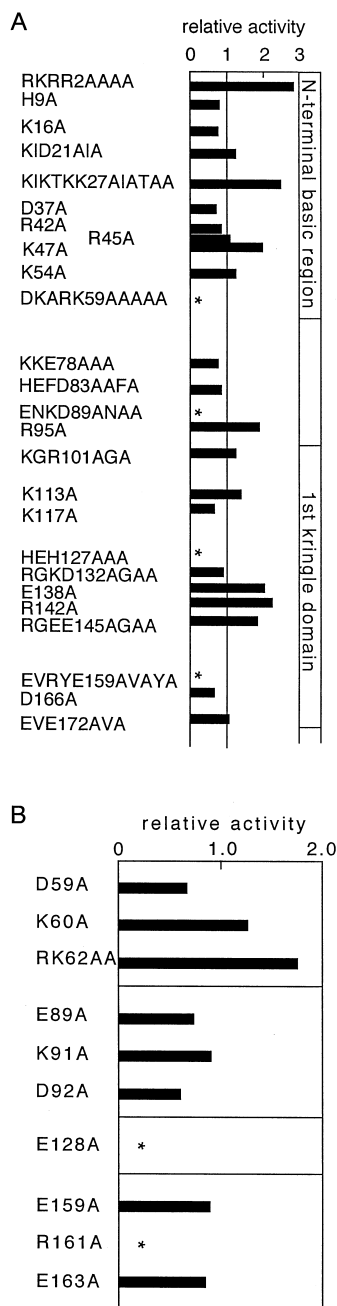 A
relative activity
0 1 2 3
RKRR2AAAA
H9A
K16A
KID21AIA
KIKTKK27AIATAA
D37A
R42A
R45A
K47A
K54A
DKARK59AAAAA
*
KKE78AAA
HEFD83AAFA
ENKD89ANAA
*
R95A
KGR101AGA
K113A
K117A
HEH127AAA
*
RGKD132AGAA
E138A
R142A
RGEE145AGAA
EVRYE159AVAYA
*
D166A
EVE172AVA
N-terminal basic region
1st kringle domain
B
relative activity
0 1.0 2.0
D59A
K60A
RK62AA
E89A
K91A
D92A
E128A *
E159A
R161A *
E163A